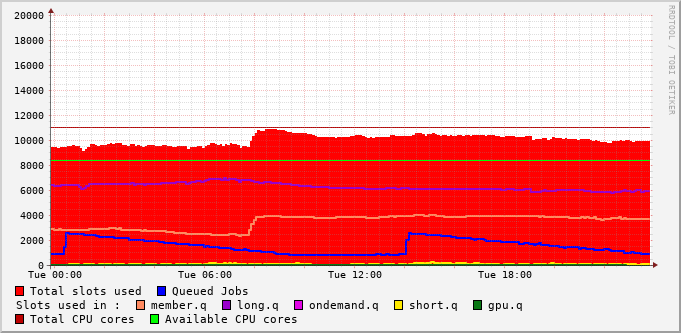 20000
18000
16000
14000
12000
10000
8000
6000
4000
2000
0
Tue 00:00 Tue 06:00 Tue 12:00 Tue 18:00
RRDTOOL / TOBI OETIKER
Total slots used Queued Jobs
Slots used in : member.q long.q ondemand.q short.q gpu.q
Total CPU cores Available CPU cores